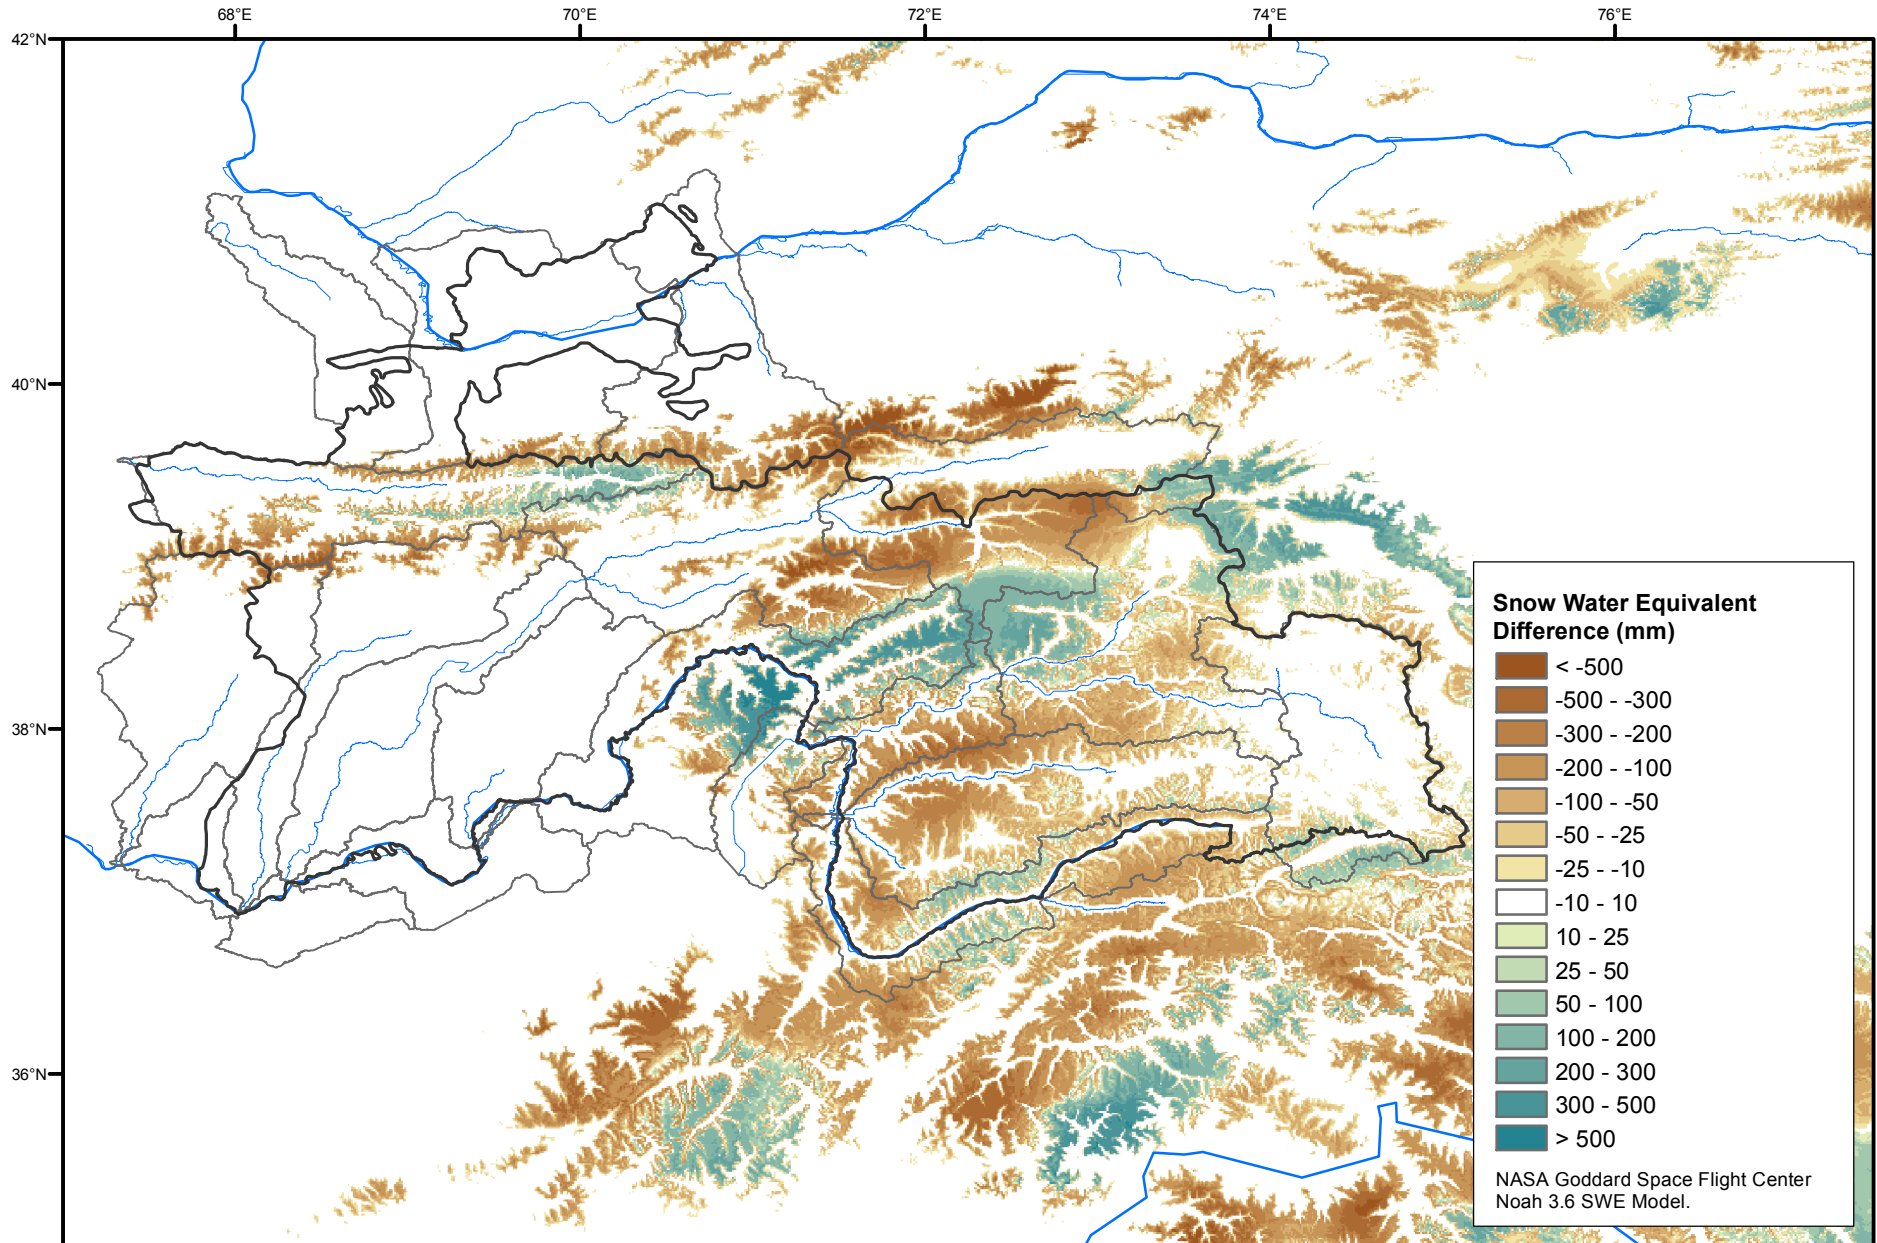 68°E
70°E
72°E
74°E
76°E
42°N
40°N
38°N
36°N
Snow Water Equivalent
Difference (mm)
< -500
-500 - -300
-300 - -200
-200 - -100
-100 - -50
-50 - -25
-25 - -10
-10 - 10
10 - 25
25 - 50
50 - 100
100 - 200
200 - 300
300 - 500
> 500
NASA Goddard Space Flight Center
Noah 3.6 SWE Model.